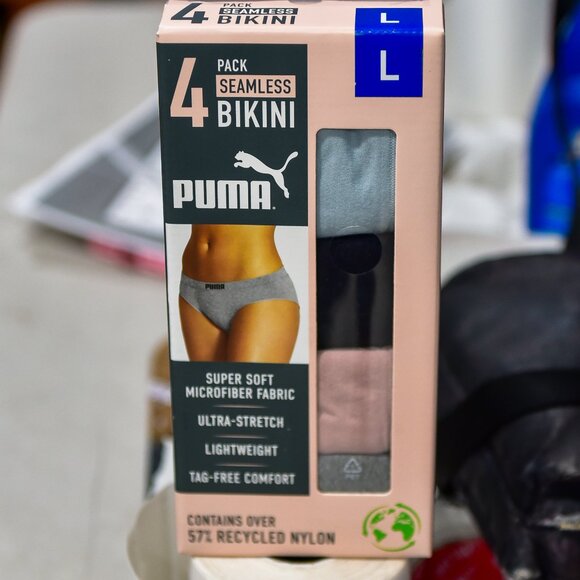 4 PACK
SEAMLESS
BIKINI
L
L
4 PACK
SEAMLESS
BIKINI
PUMA
PUMA
SUPER SOFT
MICROFIBER FABRIC
ULTRA-STRETCH
LIGHTWEIGHT
TAG-FREE COMFORT
CONTAINS OVER
57% RECYCLED NYLON